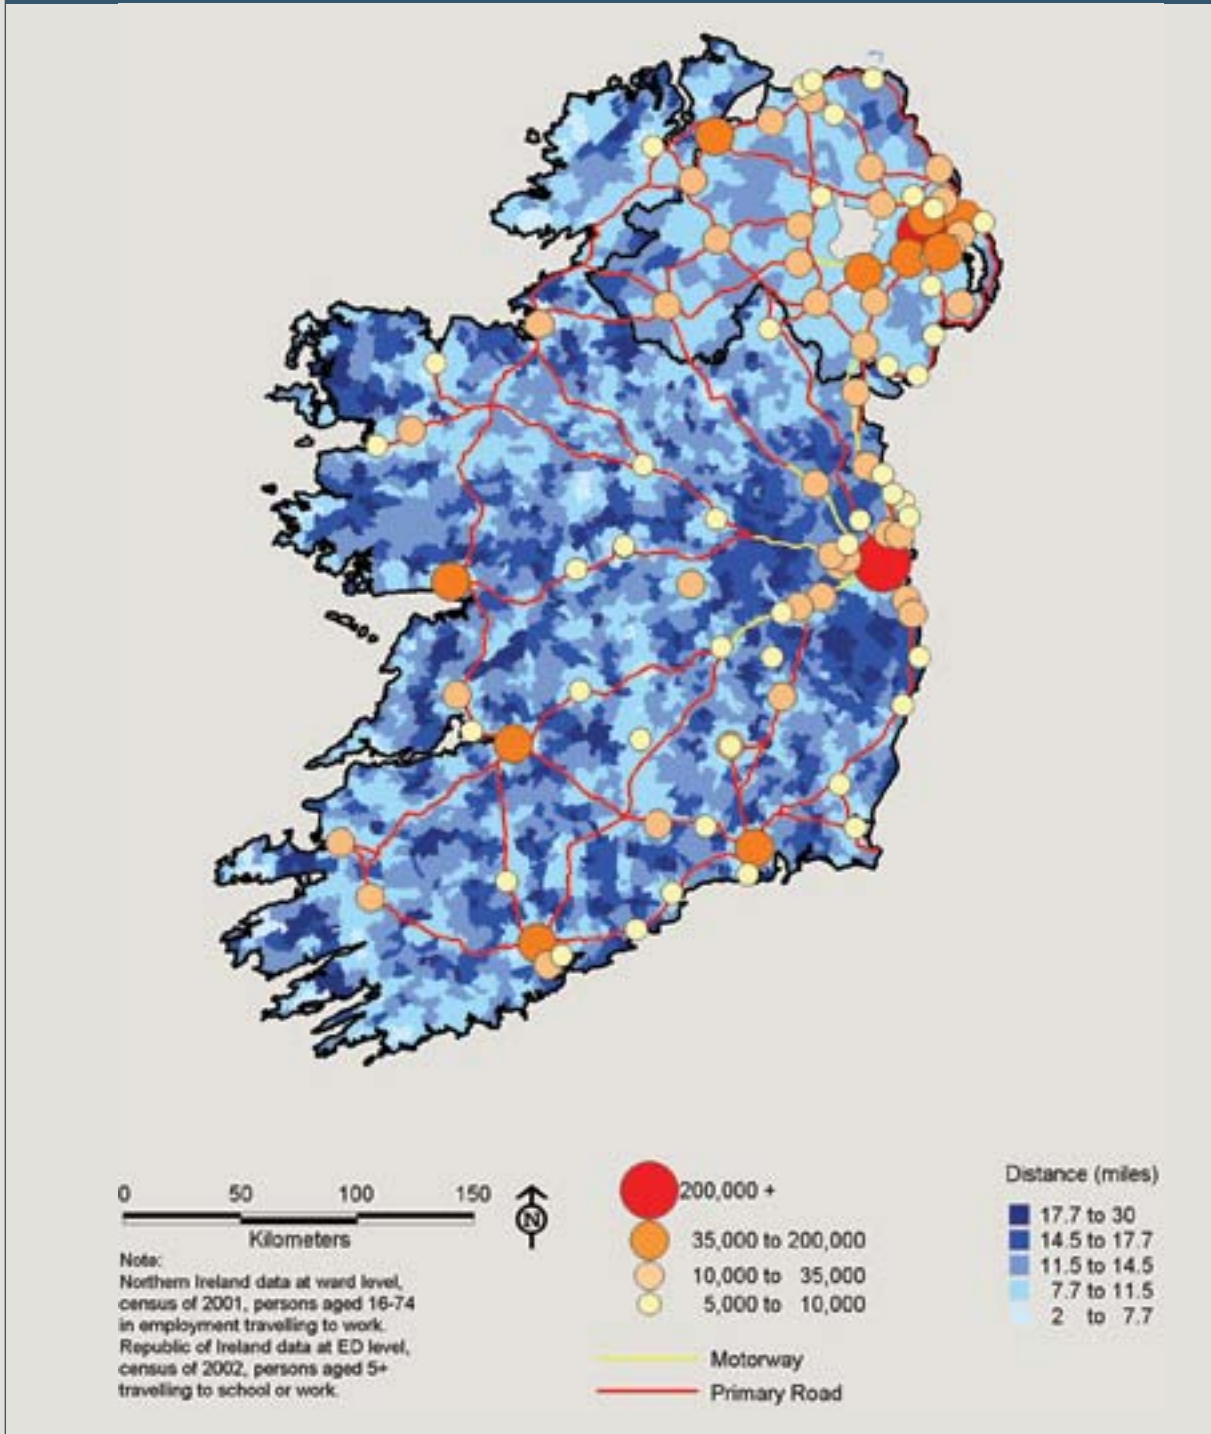 0 50 100 150
Kilometers
N
Note:
Northern Ireland data at ward level,
census of 2001, persons aged 16-74
in employment travelling to work.
Republic of Ireland data at ED level,
census of 2002, persons aged 5+
travelling to school or work.
200,000 +
35,000 to 200,000
10,000 to 35,000
5,000 to 10,000
Motorway
Primary Road
Distance (miles)
17.7 to 30
14.5 to 17.7
11.5 to 14.5
7.7 to 11.5
2 to 7.7